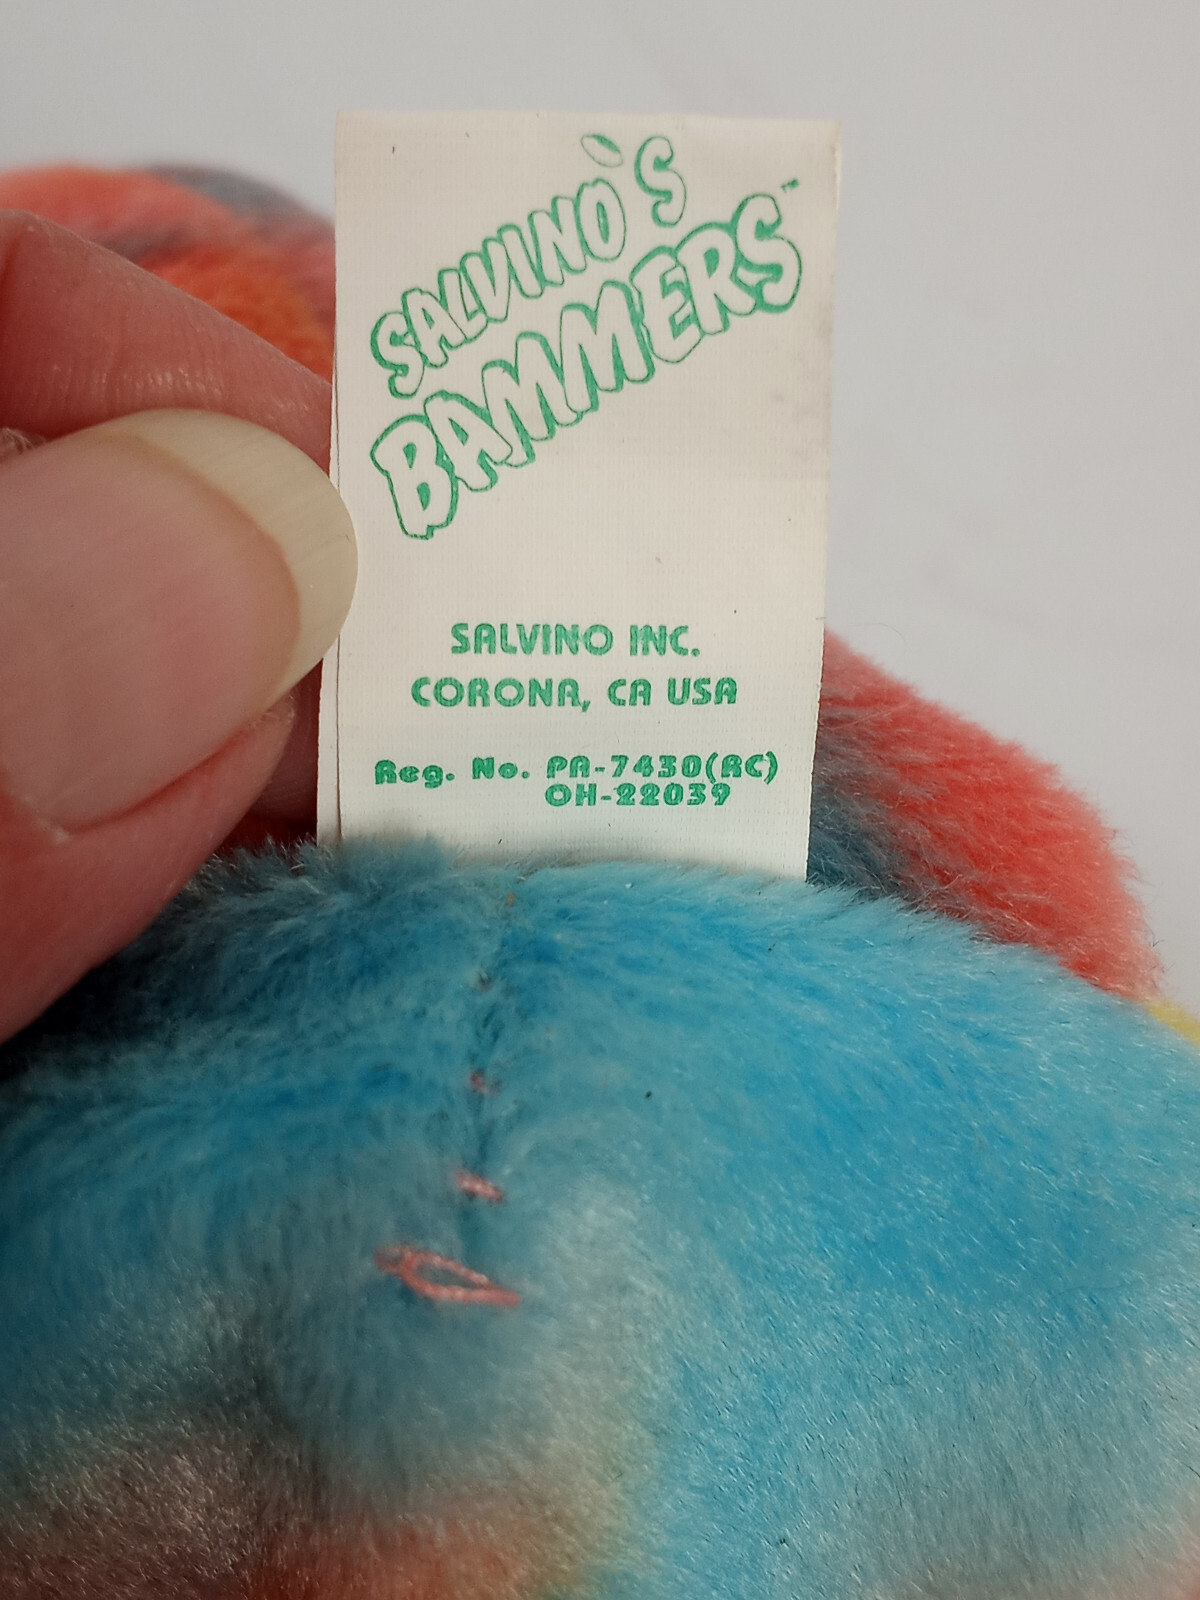 SALVINO'S
BAMMERS™
SALVINO INC.
CORONA, CA USA
Reg. No. PA-7430(RC)
OH-22039